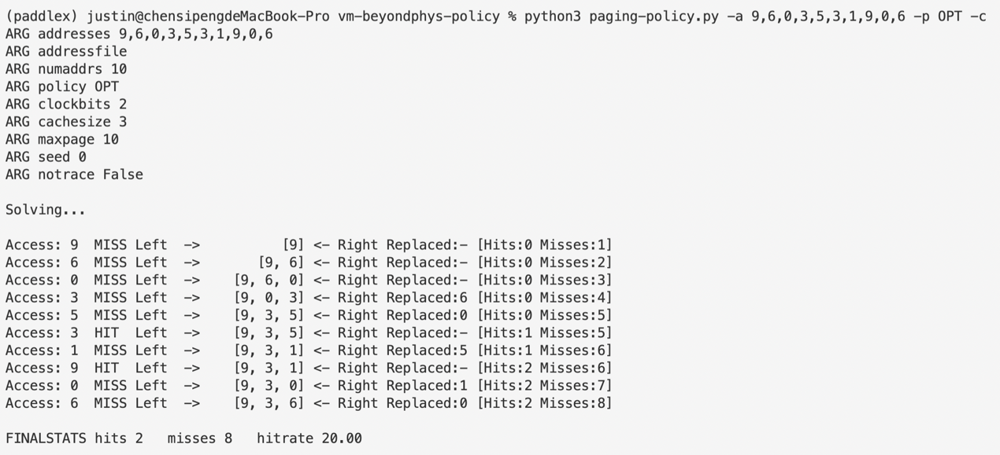 (paddlex) justin@chensipengdeMacBook-Pro vm-beyondphys-policy % python3 paging-policy.py -a 9,6,0,3,5,3,1,9,0,6 -p OPT -c
ARG addresses 9,6,0,3,5,3,1,9,0,6
ARG addressfile
ARG numaddrs 10
ARG policy OPT
ARG clockbits 2
ARG cachesize 3
ARG maxpage 10
ARG seed 0
ARG notrace False
Solving...
Access: 9  MISS Left  ->          [9] <- Right Replaced:- [Hits:0 Misses:1]
Access: 6  MISS Left  ->       [9, 6] <- Right Replaced:- [Hits:0 Misses:2]
Access: 0  MISS Left  ->    [9, 6, 0] <- Right Replaced:- [Hits:0 Misses:3]
Access: 3  MISS Left  ->    [9, 0, 3] <- Right Replaced:6 [Hits:0 Misses:4]
Access: 5  MISS Left  ->    [9, 3, 5] <- Right Replaced:0 [Hits:0 Misses:5]
Access: 3  HIT  Left  ->    [9, 3, 5] <- Right Replaced:- [Hits:1 Misses:5]
Access: 1  MISS Left  ->    [9, 3, 1] <- Right Replaced:5 [Hits:1 Misses:6]
Access: 9  HIT  Left  ->    [9, 3, 1] <- Right Replaced:- [Hits:2 Misses:6]
Access: 0  MISS Left  ->    [9, 3, 0] <- Right Replaced:1 [Hits:2 Misses:7]
Access: 6  MISS Left  ->    [9, 3, 6] <- Right Replaced:0 [Hits:2 Misses:8]
FINALSTATS hits 2   misses 8   hitrate 20.00